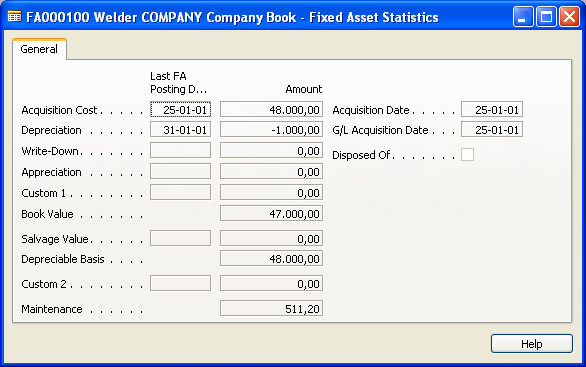 FA000100 Welder COMPANY Company Book - Fixed Asset Statistics
General
Last FA
Posting D... Amount
Acquisition Cost . . . . . 25-01-01 48.000,00 Acquisition Date . . . . . 25-01-01
Depreciation . . . . . . 31-01-01 -1.000,00 G/L Acquisition Date . . . 25-01-01
Write-Down. . . . . . . 0,00 Disposed Of . . . . . . .
Appreciation . . . . . . 0,00
Custom 1 . . . . . . . . 0,00
Book Value . . . . . . . 47.000,00
Salvage Value. . . . . . 0,00
Depreciable Basis . . . . 48.000,00
Custom 2 . . . . . . . . 0,00
Maintenance . . . . . . 511,20
Help